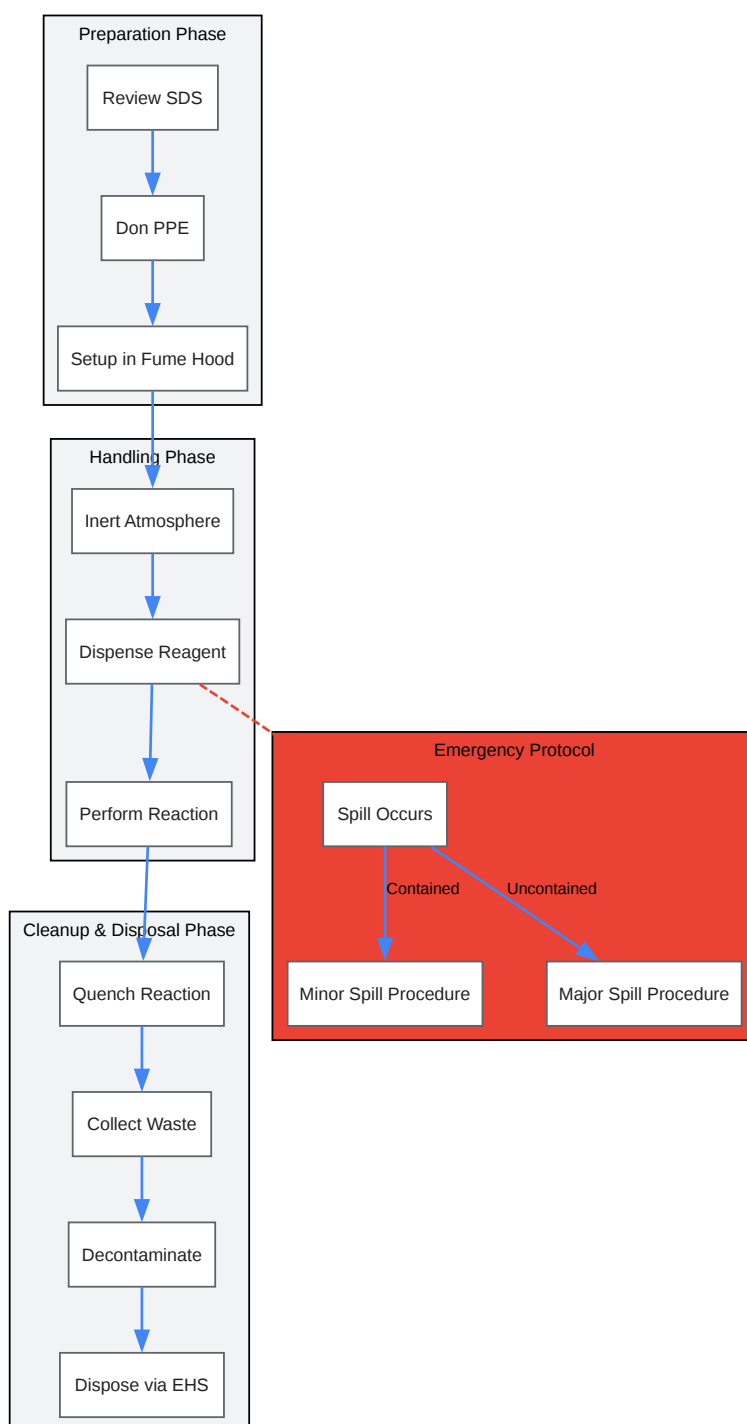 Preparation Phase
Review SDS
Don PPE
Setup in Fume Hood
Handling Phase
Inert Atmosphere
Dispense Reagent
Perform Reaction
Emergency Protocol
Spill Occurs
Contained
Uncontained
Minor Spill Procedure
Major Spill Procedure
Cleanup & Disposal Phase
Quench Reaction
Collect Waste
Decontaminate
Dispose via EHS